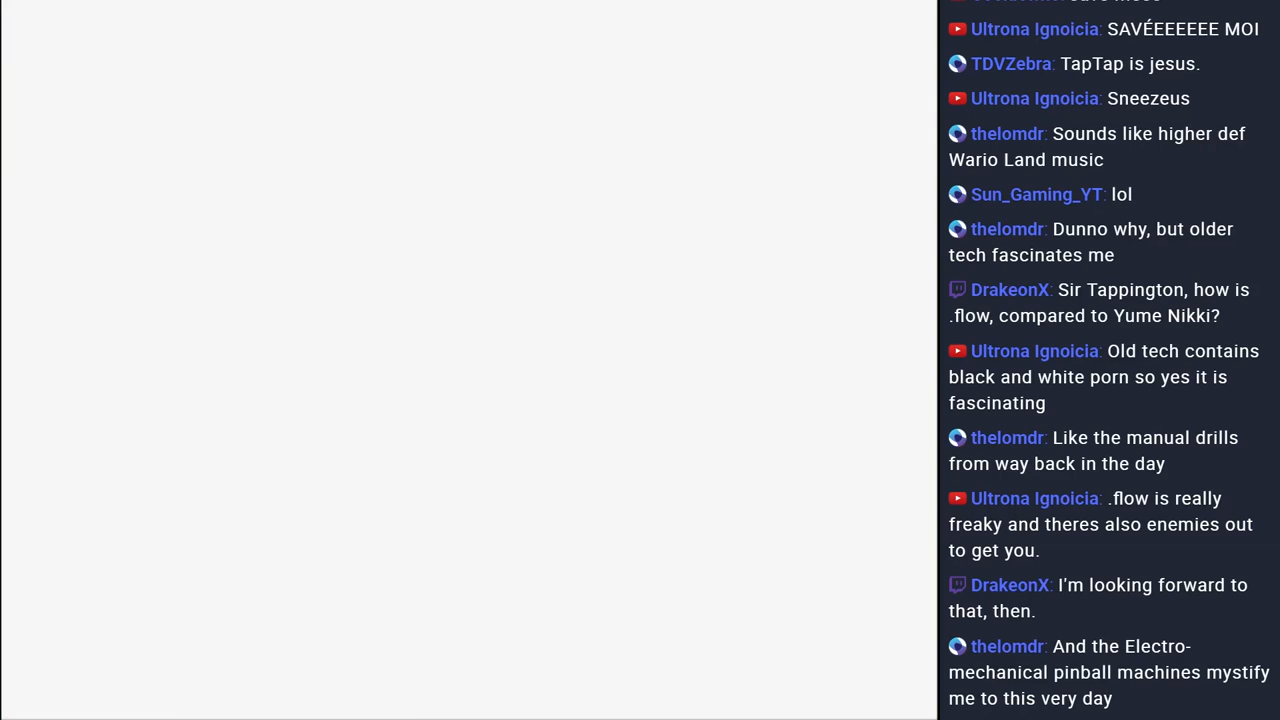 Ultrona Ignoicia: SAVÉEEEEEE MOI
TDVZebra: TapTap is jesus.
Ultrona Ignoicia: Sneezeus
thelomdr: Sounds like higher def
Wario Land music
Sun_Gaming_YT: lol
thelomdr: Dunno why, but older
tech fascinates me
DrakeonX: Sir Tappington, how is
.flow, compared to Yume Nikki?
Ultrona Ignoicia: Old tech contains
black and white porn so yes it is
fascinating
thelomdr: Like the manual drills
from way back in the day
Ultrona Ignoicia: .flow is really
freaky and theres also enemies out
to get you.
DrakeonX: I'm looking forward to
that, then.
thelomdr: And the Electro-
mechanical pinball machines mystify
me to this very day